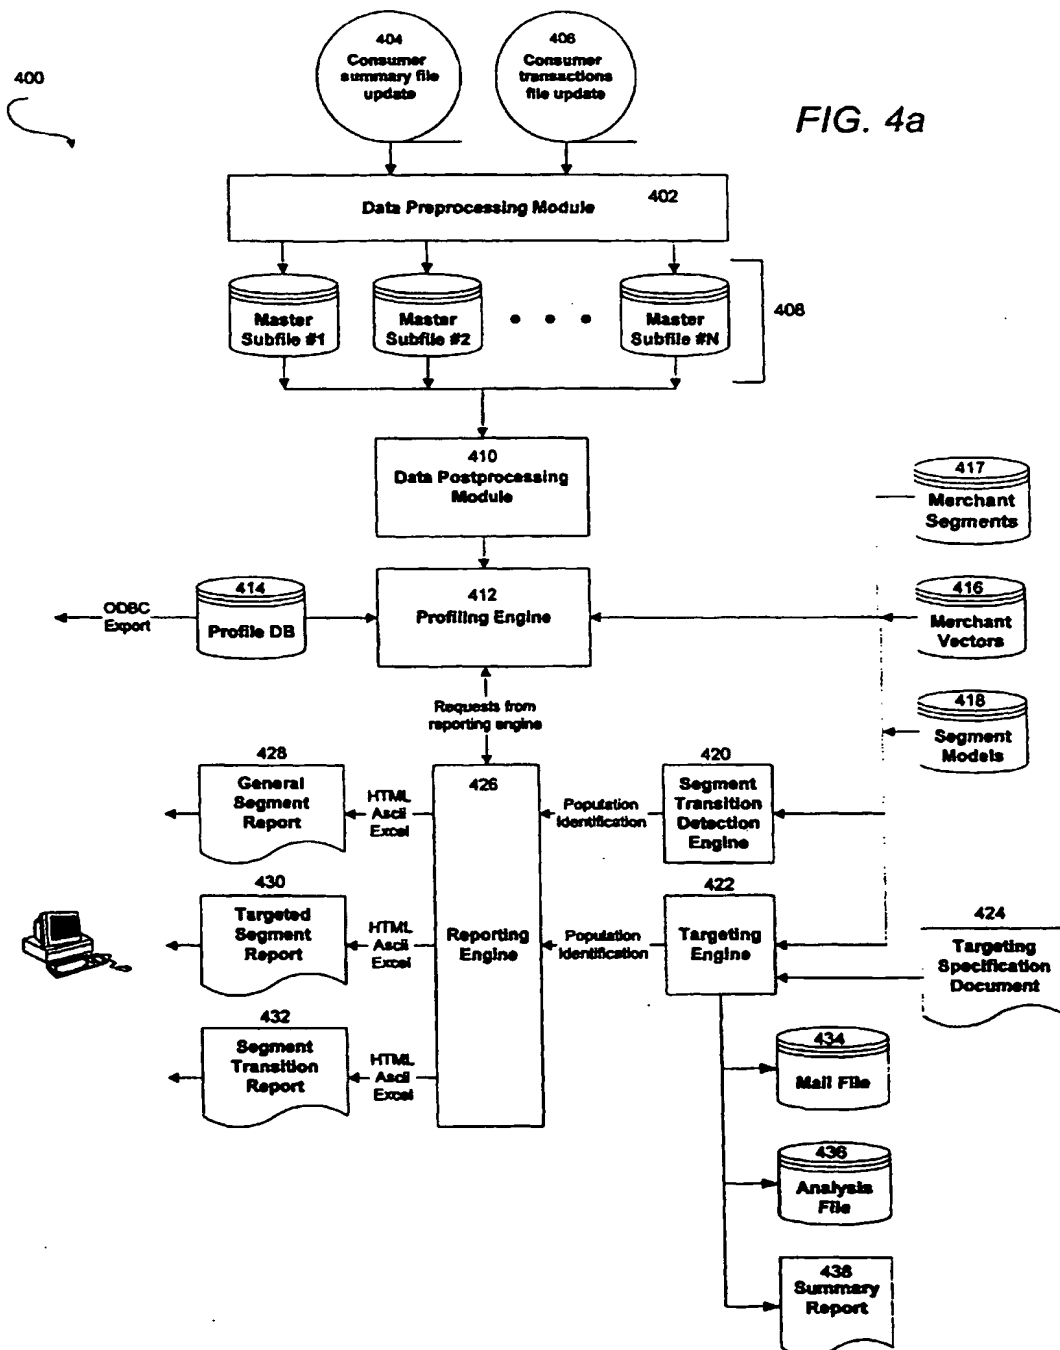 404
Consumer
summary file
update
406
Consumer
transactions
file update
400
FIG. 4a
402
Data Preprocessing Module
Master
Subfile #1
Master
Subfile #2
• • •
Master
Subfile #N
408
410
Data Postprocessing
Module
417
Merchant
Segments
412
Profiling Engine
414
Profile DB
ODBC
Export
416
Merchant
Vectors
Requests from
reporting engine
418
Segment
Models
428
General
Segment
Report
HTML
Ascii
Excel
426
Reporting
Engine
Population
Identification
420
Segment
Transition
Detection
Engine
430
Targeted
Segment
Report
HTML
Ascii
Excel
Population
Identification
422
Targeting
Engine
424
Targeting
Specification
Document
432
Segment
Transition
Report
HTML
Ascii
Excel
434
Mail File
436
Analysis
File
438
Summary
Report